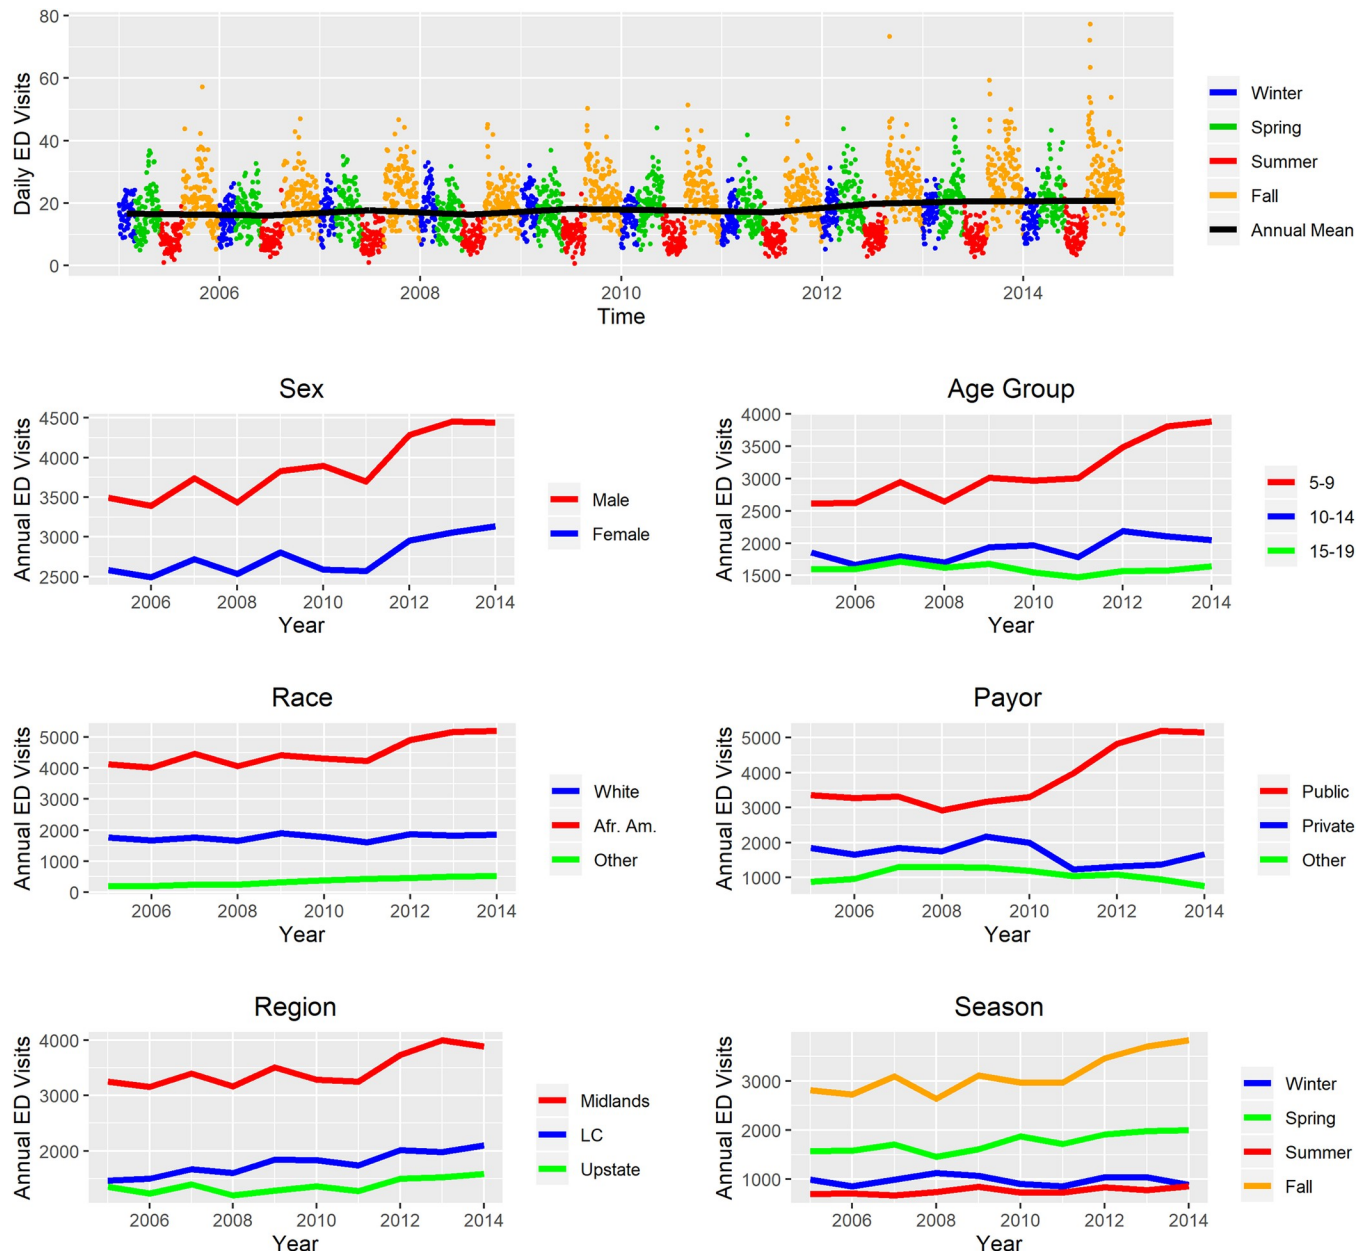 Daily ED Visits
80
60
40
20
0
2006 2008 2010 2012 2014
Time
Winter
Spring
Summer
Fall
Annual Mean
Sex
Annual ED Visits
4500
4000
3500
3000
2500
2006 2008 2010 2012 2014
Year
Male
Female
Age Group
Annual ED Visits
4000
3500
3000
2500
2000
1500
2006 2008 2010 2012 2014
Year
5-9
10-14
15-19
Race
Annual ED Visits
5000
4000
3000
2000
1000
0
2006 2008 2010 2012 2014
Year
White
Afr. Am.
Other
Payor
Annual ED Visits
5000
4000
3000
2000
1000
2006 2008 2010 2012 2014
Year
Public
Private
Other
Region
Annual ED Visits
4000
3000
2000
2006 2008 2010 2012 2014
Year
Midlands
LC
Upstate
Season
Annual ED Visits
3000
2000
1000
2006 2008 2010 2012 2014
Year
Winter
Spring
Summer
Fall